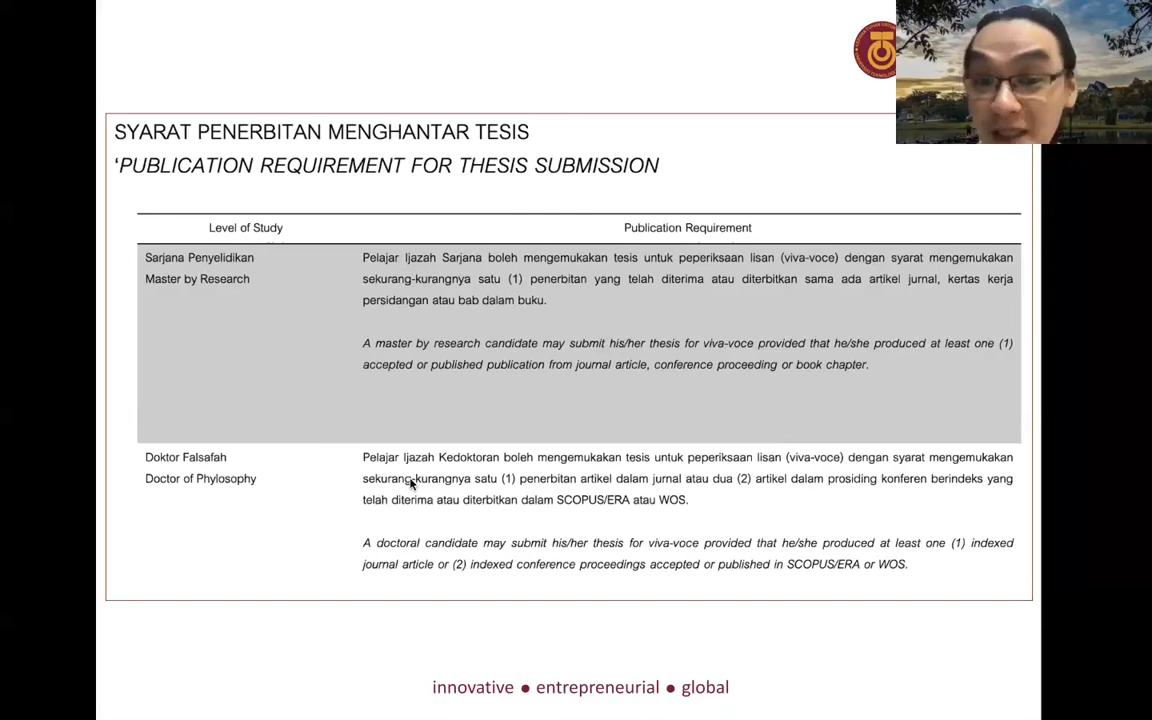 SYARAT PENERBITAN MENGHANTAR TESIS
‘PUBLICATION REQUIREMENT FOR THESIS SUBMISSION
Level of Study
Publication Requirement
Sarjana Penyelidikan
Master by Research
Pelajar Ijazah Sarjana boleh mengemukakan tesis untuk peperiksaan lisan (viva-voce) dengan syarat mengemukakan
sekurang-kurangnya satu (1) penerbitan yang telah diterima atau diterbitkan sama ada artikel jurnal, kertas kerja
persidangan atau bab dalam buku.
A master by research candidate may submit his/her thesis for viva-voce provided that he/she produced at least one (1)
accepted or published publication from journal article, conference proceeding or book chapter.
Doktor Falsafah
Doctor of Phylosophy
Pelajar Ijazah Kedoktoran boleh mengemukakan tesis untuk peperiksaan lisan (viva-voce) dengan syarat mengemukakan
sekurang-kurangnya satu (1) penerbitan artikel dalam jurnal atau dua (2) artikel dalam prosiding konferen berindeks yang
telah diterima atau diterbitkan dalam SCOPUS/ERA atau WOS.
A doctoral candidate may submit his/her thesis for viva-voce provided that he/she produced at least one (1) indexed
journal article or (2) indexed conference proceedings accepted or published in SCOPUS/ERA or WOS.
innovative ● entrepreneurial ● global